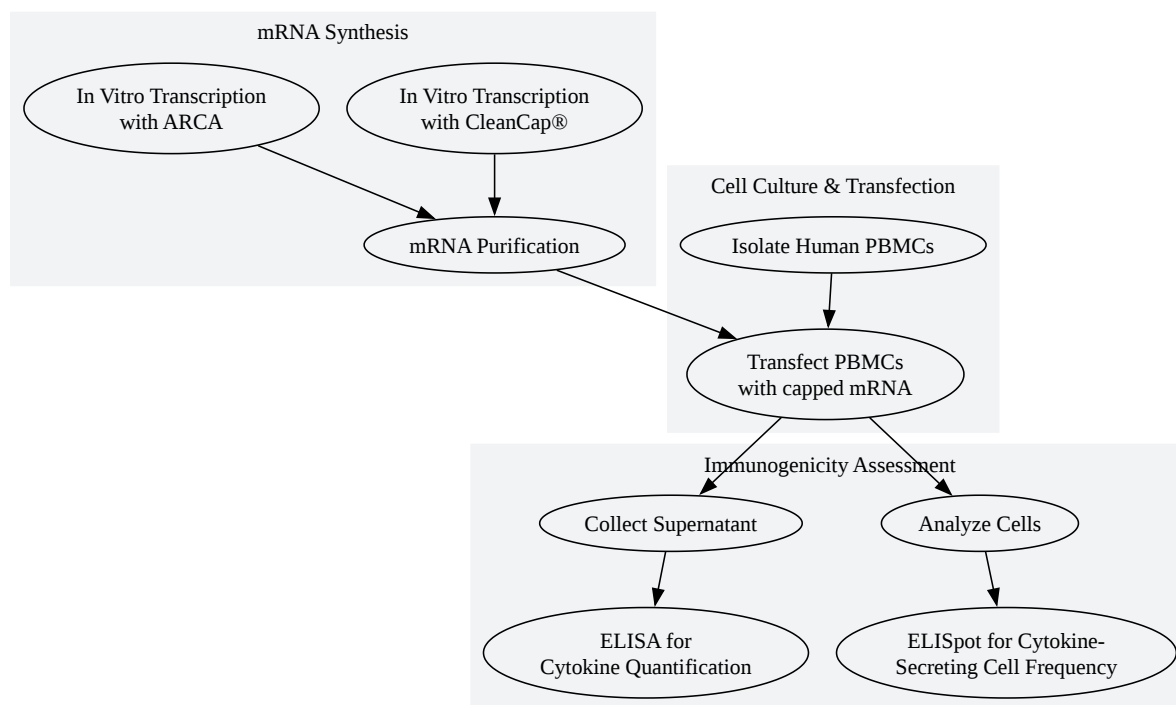 mRNA Synthesis
In Vitro Transcription
with ARCA
In Vitro Transcription
with CleanCap®
mRNA Purification
Cell Culture & Transfection
Isolate Human PBMCs
Transfect PBMCs
with capped mRNA
Immunogenicity Assessment
Collect Supernatant
Analyze Cells
ELISA for
Cytokine Quantification
ELISpot for Cytokine-
Secreting Cell Frequency